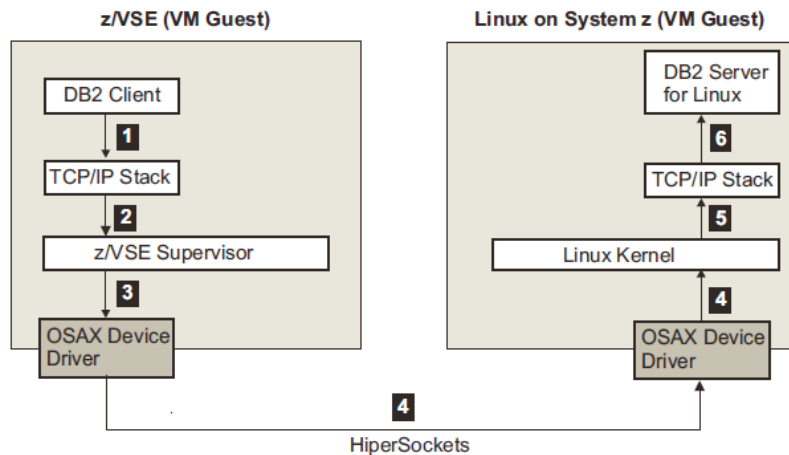 z/VSE (VM Guest)
DB2 Client
1
TCP/IP Stack
2
z/VSE Supervisor
3
OSAX Device
Driver
Linux on System z (VM Guest)
DB2 Server
for Linux
6
TCP/IP Stack
5
Linux Kernel
4
OSAX Device
Driver
4
HiperSockets